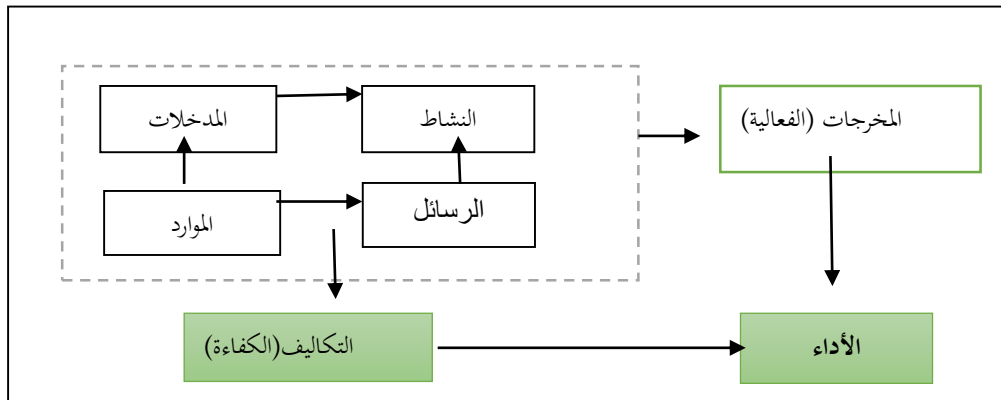 المدخلات
النشاط
المخرجات (الفعالية)
الموارد
الرسائل
التكاليف(الكفاءة)
الأداء